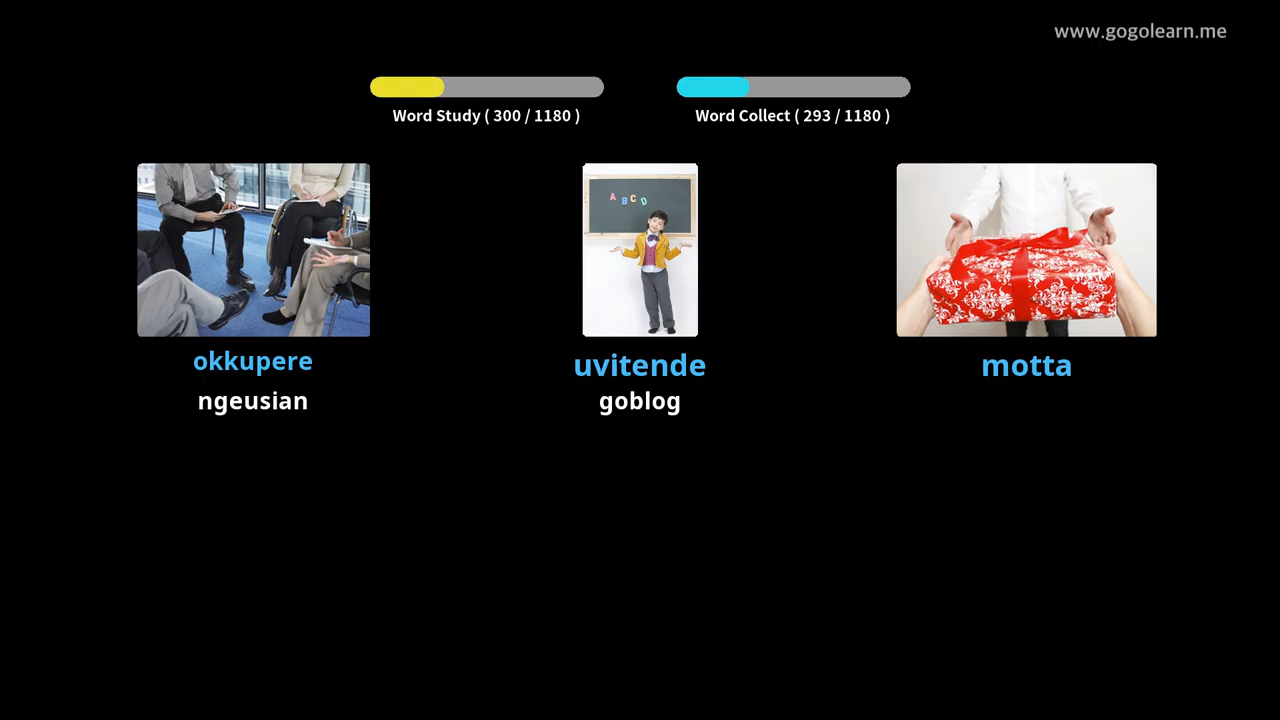 www.gogolearn.me
Word Study ( 300 / 1180 )
Word Collect ( 293 / 1180 )
A B C D
okkupere
uvitende
motta
ngeusian
goblog